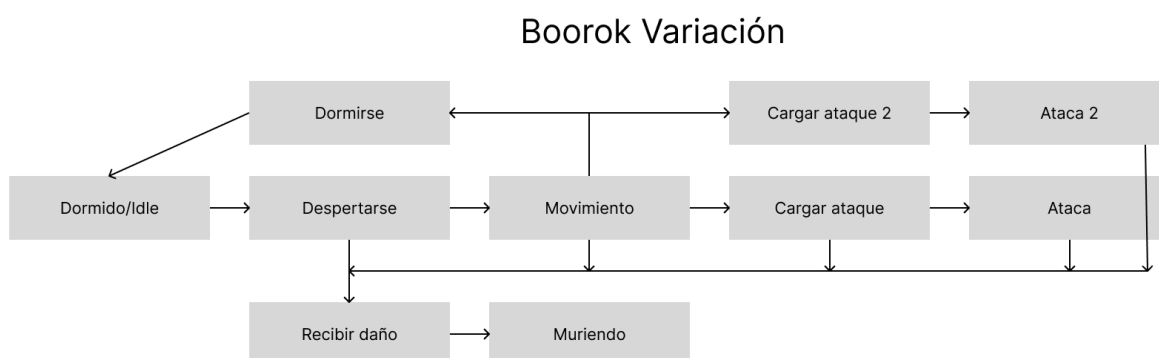 Boorok Variación
Dormirse
Cargar ataque 2
Ataca 2
Dormido/Idle
Despertarse
Movimiento
Cargar ataque
Ataca
Recibir daño
Muriendo